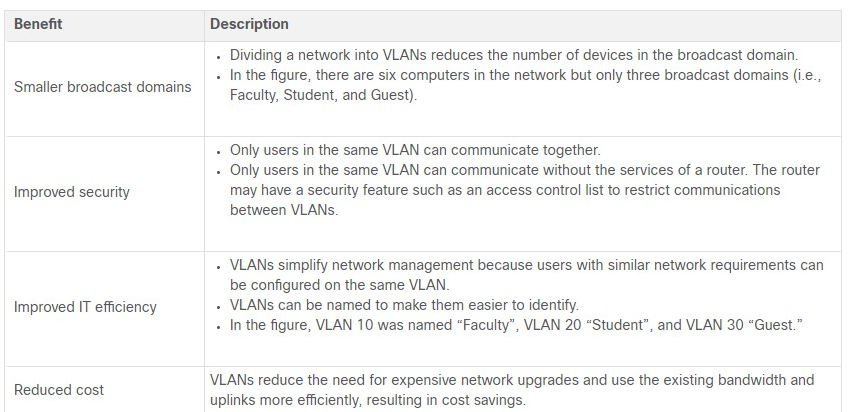 Benefit Description
Smaller broadcast domains
• Dividing a network into VLANs reduces the number of devices in the broadcast domain.
• In the figure, there are six computers in the network but only three broadcast domains (i.e.,
Faculty, Student, and Guest).
Improved security
• Only users in the same VLAN can communicate together.
• Only users in the same VLAN can communicate without the services of a router. The router
may have a security feature such as an access control list to restrict communications
between VLANs.
Improved IT efficiency
• VLANs simplify network management because users with similar network requirements can
be configured on the same VLAN.
• VLANs can be named to make them easier to identify.
• In the figure, VLAN 10 was named “Faculty”, VLAN 20 “Student”, and VLAN 30 “Guest.”
Reduced cost
VLANs reduce the need for expensive network upgrades and use the existing bandwidth and
uplinks more efficiently, resulting in cost savings.